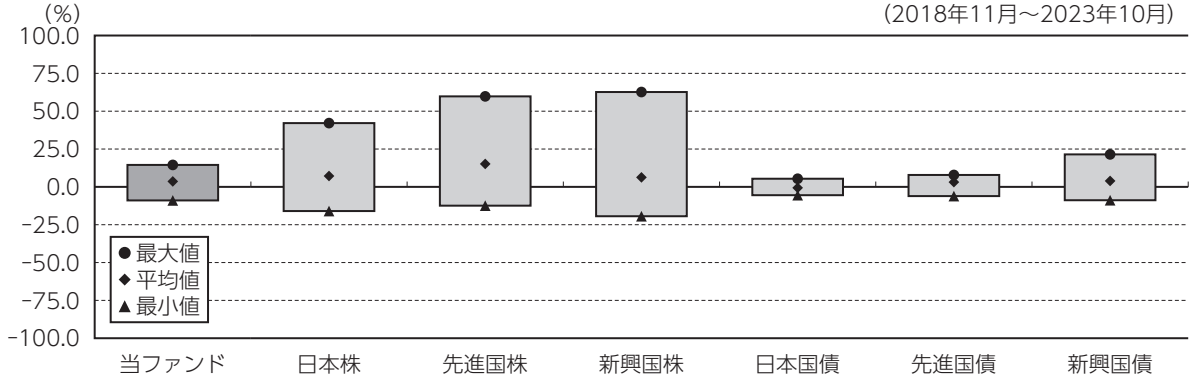 (%)
(2018年11月～2023年10月)
100.0
75.0
50.0
25.0
0.0
-25.0
-50.0
-75.0
-100.0
最大値
平均値
最小値
当ファンド 日本株 先進国株 新興国株 日本国債 先進国債 新興国債